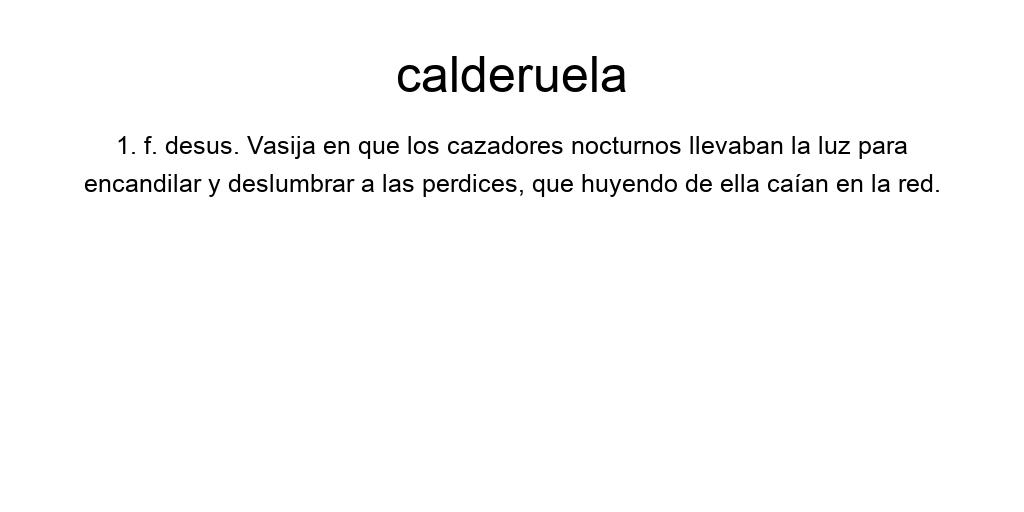 calderuela
1. f. desus. Vasija en que los cazadores nocturnos llevaban la luz para
encandilar y deslumbrar a las perdices, que huyendo de ella caían en la red.